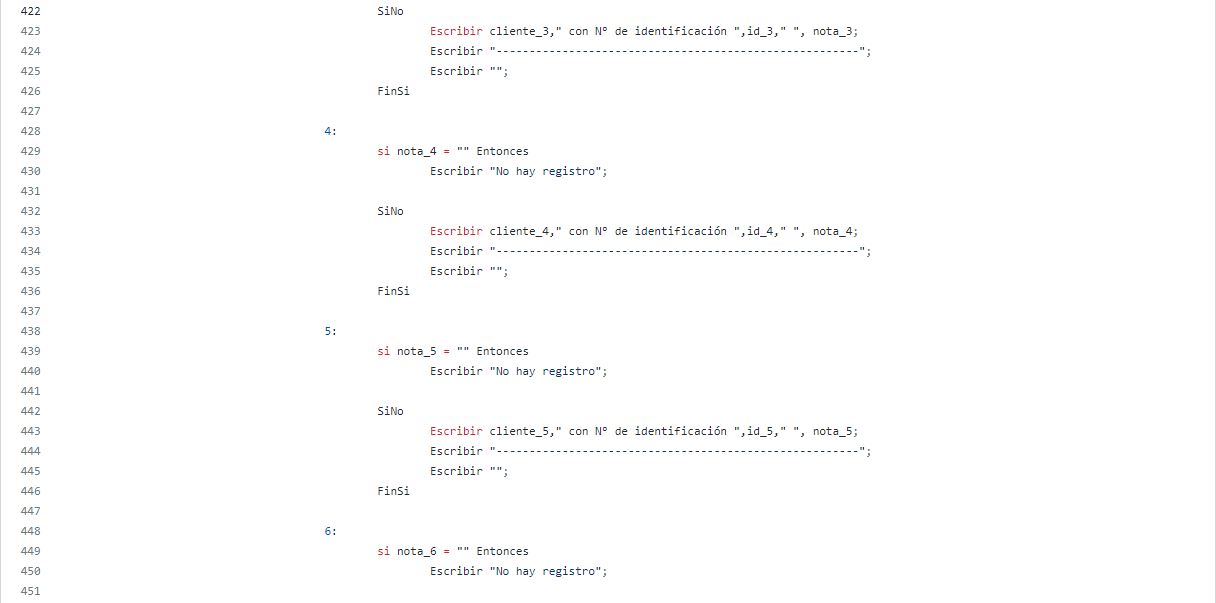 422 SiNo
423 Escribir cliente_3," con Nº de identificación ",id_3," ", nota_3;
424 Escribir "-------------------------------------------------------";
425 Escribir "";
426 FinSi
427
428 4:
429 si nota_4 = "" Entonces
430 Escribir "No hay registro";
431
432 SiNo
433 Escribir cliente_4," con Nº de identificación ",id_4," ", nota_4;
434 Escribir "-------------------------------------------------------";
435 Escribir "";
436 FinSi
437
438 5:
439 si nota_5 = "" Entonces
440 Escribir "No hay registro";
441
442 SiNo
443 Escribir cliente_5," con Nº de identificación ",id_5," ", nota_5;
444 Escribir "-------------------------------------------------------";
445 Escribir "";
446 FinSi
447
448 6:
449 si nota_6 = "" Entonces
450 Escribir "No hay registro";
451